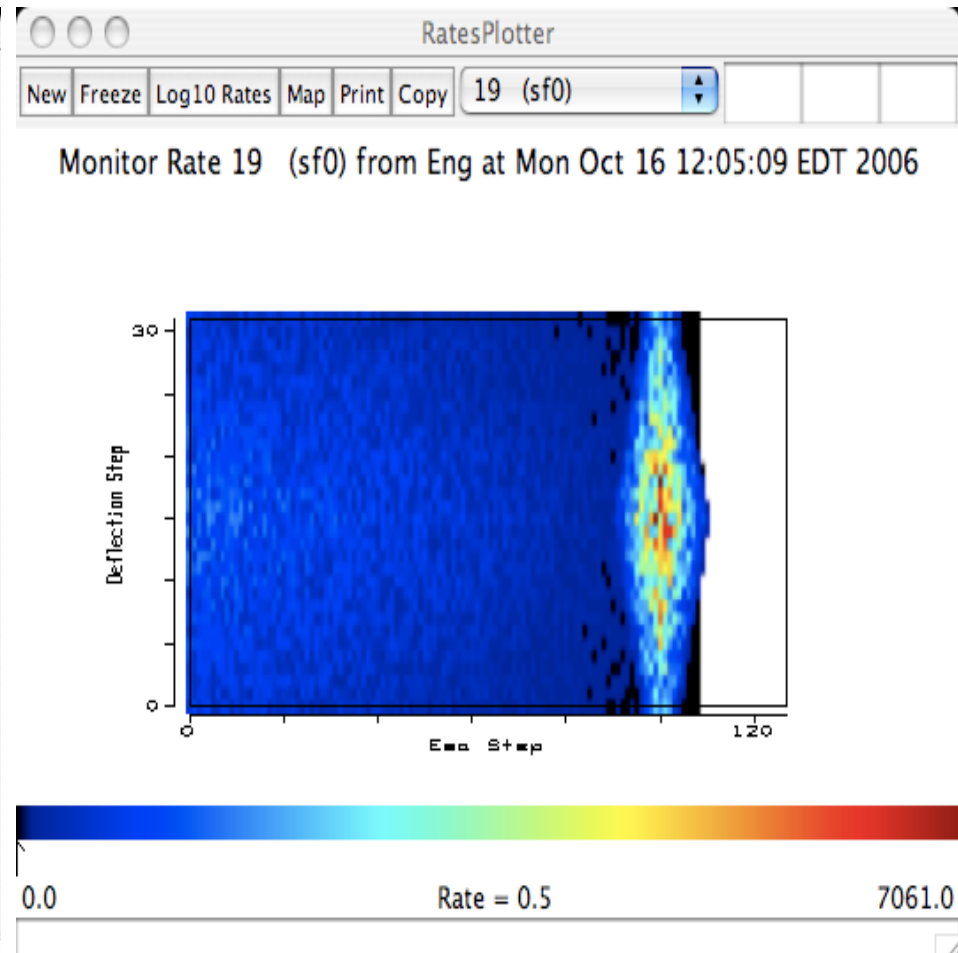 RatesPlotter
New Freeze Log10 Rates Map Print Copy 19 (sf0)
Monitor Rate 19 (sf0) from Eng at Mon Oct 16 12:05:09 EDT 2006
30
Deflection Step
0
0 120
Esa Step
0.0 Rate = 0.5 7061.0